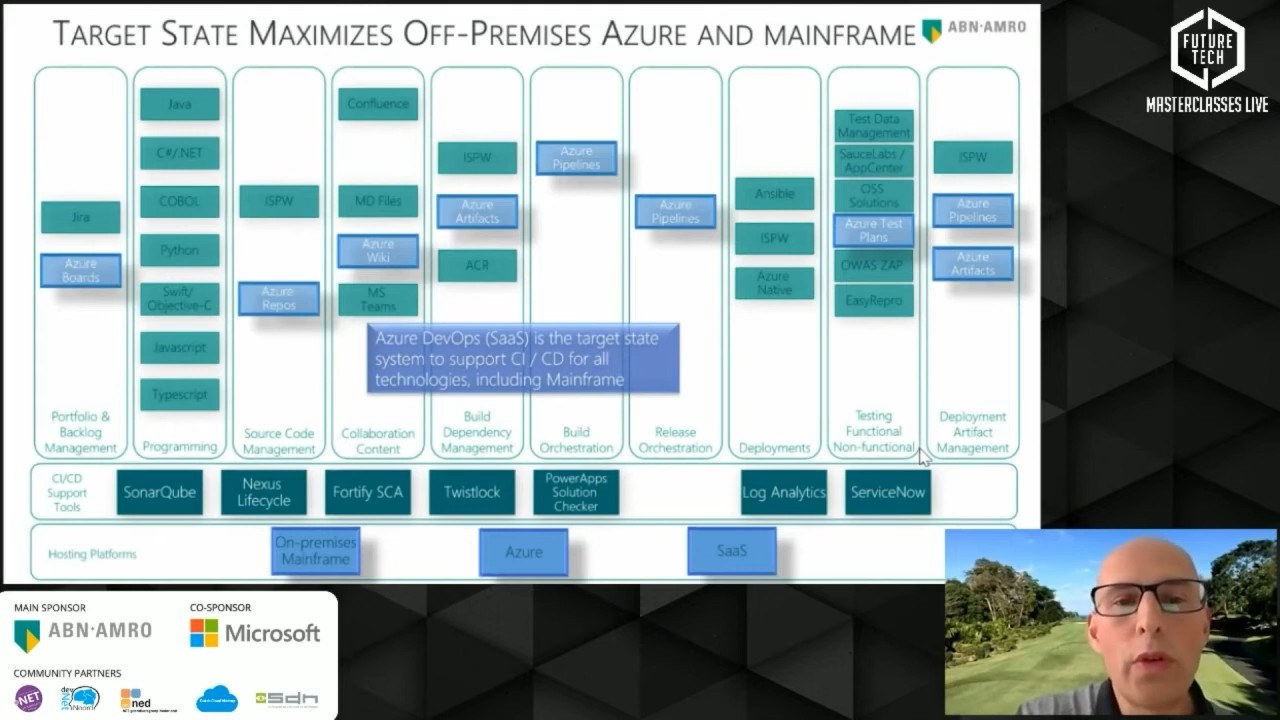 TARGET STATE MAXIMIZES OFF-PREMISES AZURE AND MAINFRAME
ABN·AMRO
FUTURE
TECH
MASTERCLASSES LIVE
Jira
Azure
Boards
Portfolio &
Backlog
Management
Java
C#/.NET
COBOL
Python
Swift/
Objective-C
Javascript
Typescript
Programming
ISPW
Azure
Repos
Source Code
Management
Confluence
MD Files
Azure
Wiki
MS
Teams
Collaboration
Content
ISPW
Azure
Artifacts
ACR
Build
Dependency
Management
Azure
Pipelines
Build
Orchestration
Azure
Pipelines
Release
Orchestration
Ansible
ISPW
Azure
Native
Deployments
Test Data
Management
SauceLabs /
AppCenter
OSS
Solutions
Azure Test
Plans
OWAS ZAP
EasyRepro
Testing
Functional
Non-functional
ISPW
Azure
Pipelines
Azure
Artifacts
Deployment
Artifact
Management
Azure DevOps (SaaS) is the target state
system to support CI / CD for all
technologies, including Mainframe
CI/CD
Support
Tools
SonarQube
Nexus
Lifecycle
Fortify SCA
Twistlock
PowerApps
Solution
Checker
Log Analytics
ServiceNow
Hosting Platforms
On-premises
Mainframe
Azure
SaaS
MAIN SPONSOR
ABN·AMRO
CO-SPONSOR
Microsoft
COMMUNITY PARTNERS
.NET
ned
sdn